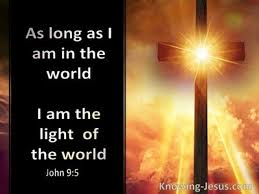 As long as I
am in the
world
I am the
light of
the world
John 9:5
Knowing-Jesus.com